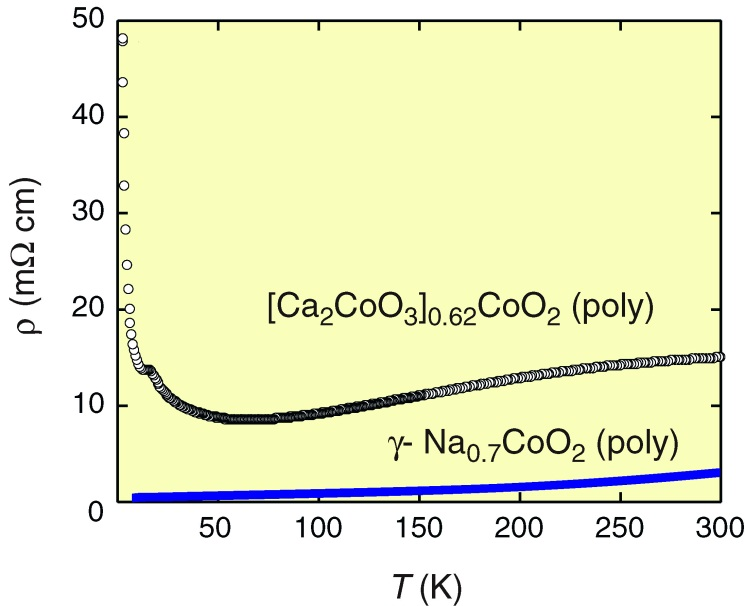 50
40
30
20
10
0
ρ (mΩ cm)
[Ca₂CoO₃]₀.₆₂CoO₂ (poly)
γ- Na₀.₇CoO₂ (poly)
50 100 150 200 250 300
T (K)